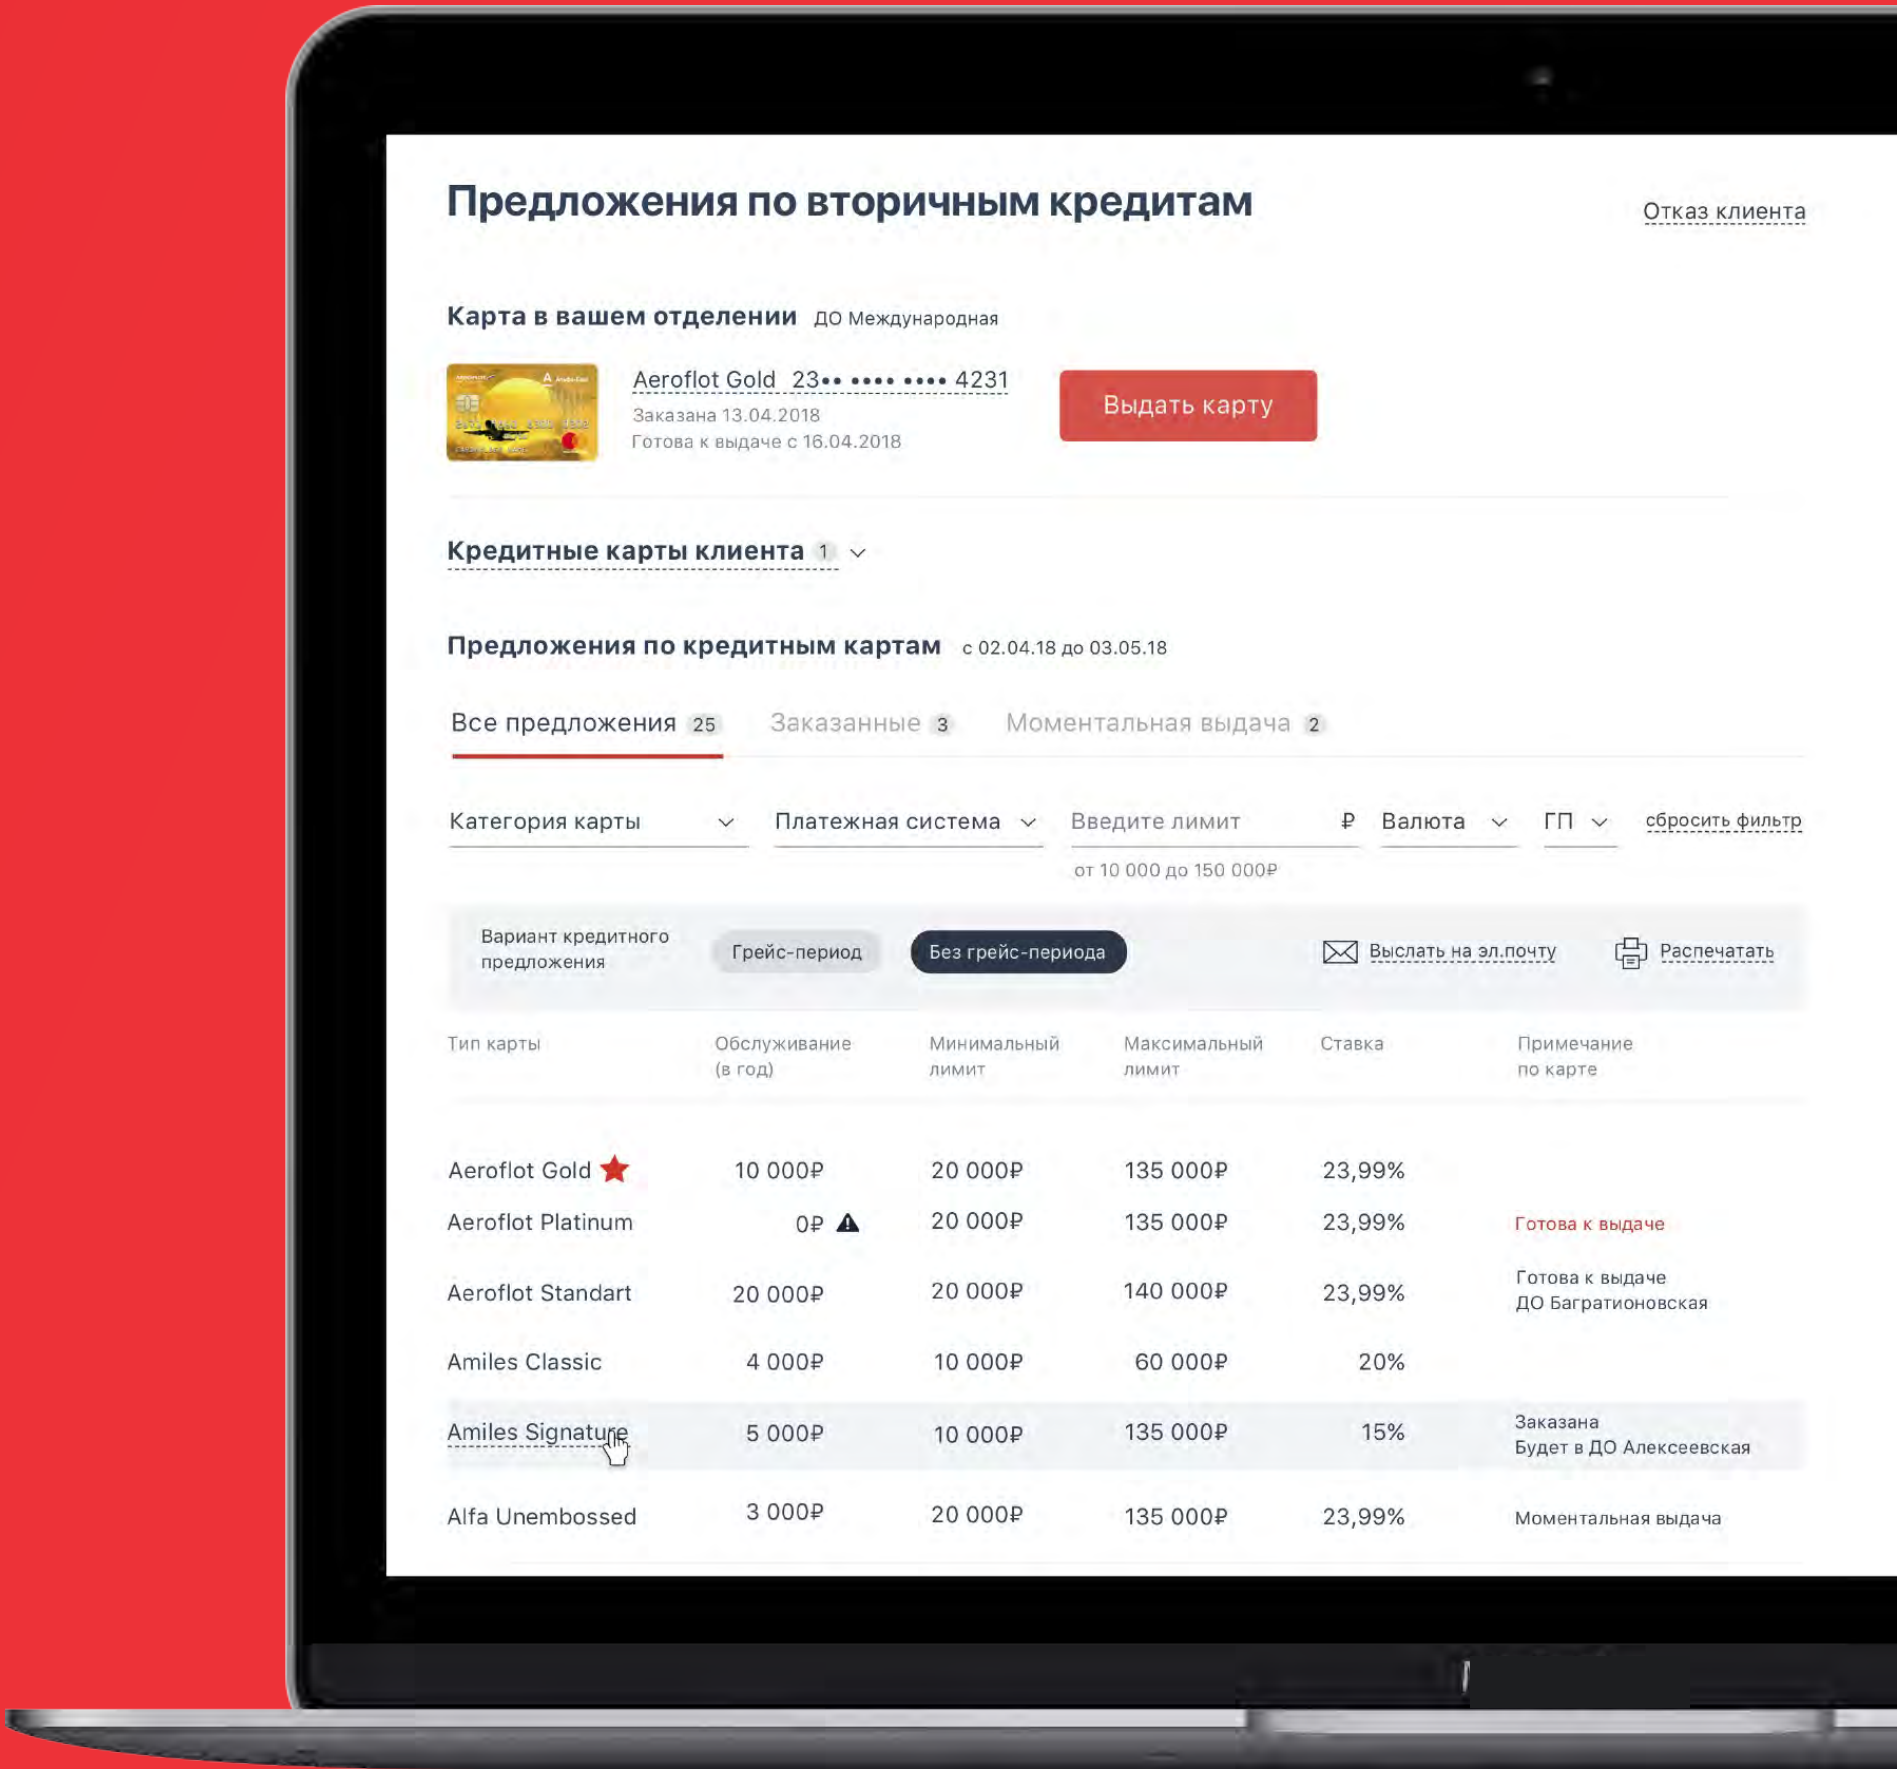 Предложения по вторичным кредитам
Отказ клиента
Карта в вашем отделении ДО Международная
Aeroflot Gold 23•• •••• •••• 4231
Заказана 13.04.2018
Готова к выдаче с 16.04.2018
Выдать карту
Кредитные карты клиента 1
Предложения по кредитным картам с 02.04.18 до 03.05.18
Все предложения 25 Заказанные 3 Моментальная выдача 2
Категория карты Платежная система Введите лимит ₽ Валюта ГП сбросить фильтр
от 10 000 до 150 000₽
Вариант кредитного
предложения
Грейс-период Без грейс-периода Выслать на эл.почту Распечатать
Тип карты
Обслуживание
(в год)
Минимальный
лимит
Максимальный
лимит
Ставка
Примечание
по карте
Aeroflot Gold 10 000₽ 20 000₽ 135 000₽ 23,99%
Aeroflot Platinum 0₽ 20 000₽ 135 000₽ 23,99% Готова к выдаче
Aeroflot Standart 20 000₽ 20 000₽ 140 000₽ 23,99% Готова к выдаче
ДО Багратионовская
Amiles Classic 4 000₽ 10 000₽ 60 000₽ 20%
Amiles Signature 5 000₽ 10 000₽ 135 000₽ 15% Заказана
Будет в ДО Алексеевская
Alfa Unembossed 3 000₽ 20 000₽ 135 000₽ 23,99% Моментальная выдача